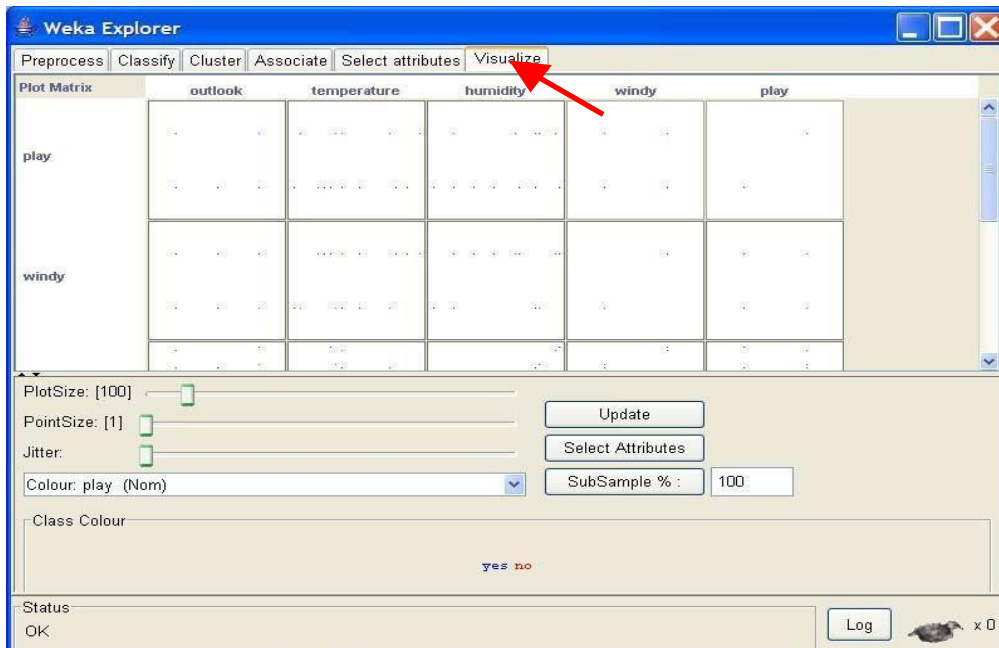 Weka Explorer
Preprocess Classify Cluster Associate Select attributes Visualize
Plot Matrix outlook temperature humidity windy play
play
windy
PlotSize: [100]
PointSize: [1]
Jitter:
Update
Select Attributes
Colour: play (Nom)
SubSample % : 100
Class Colour
yes no
Status
OK
Log
x 0